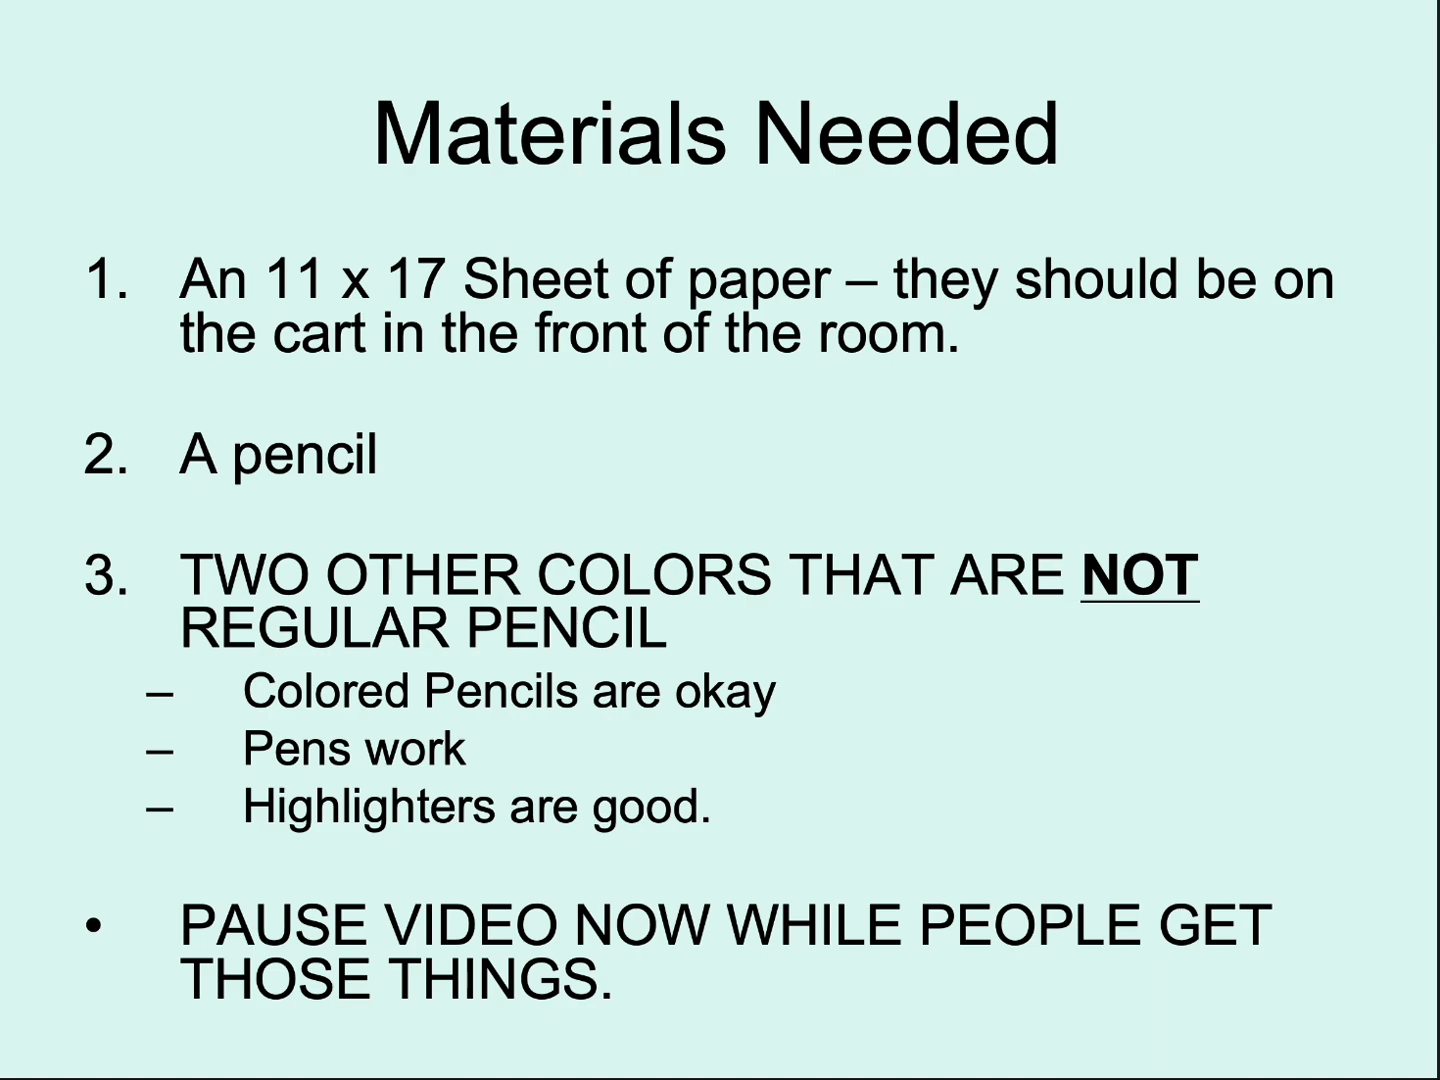 Materials Needed
1. An 11 x 17 Sheet of paper – they should be on
the cart in the front of the room.
2. A pencil
3. TWO OTHER COLORS THAT ARE NOT
REGULAR PENCIL
– Colored Pencils are okay
– Pens work
– Highlighters are good.
• PAUSE VIDEO NOW WHILE PEOPLE GET
THOSE THINGS.